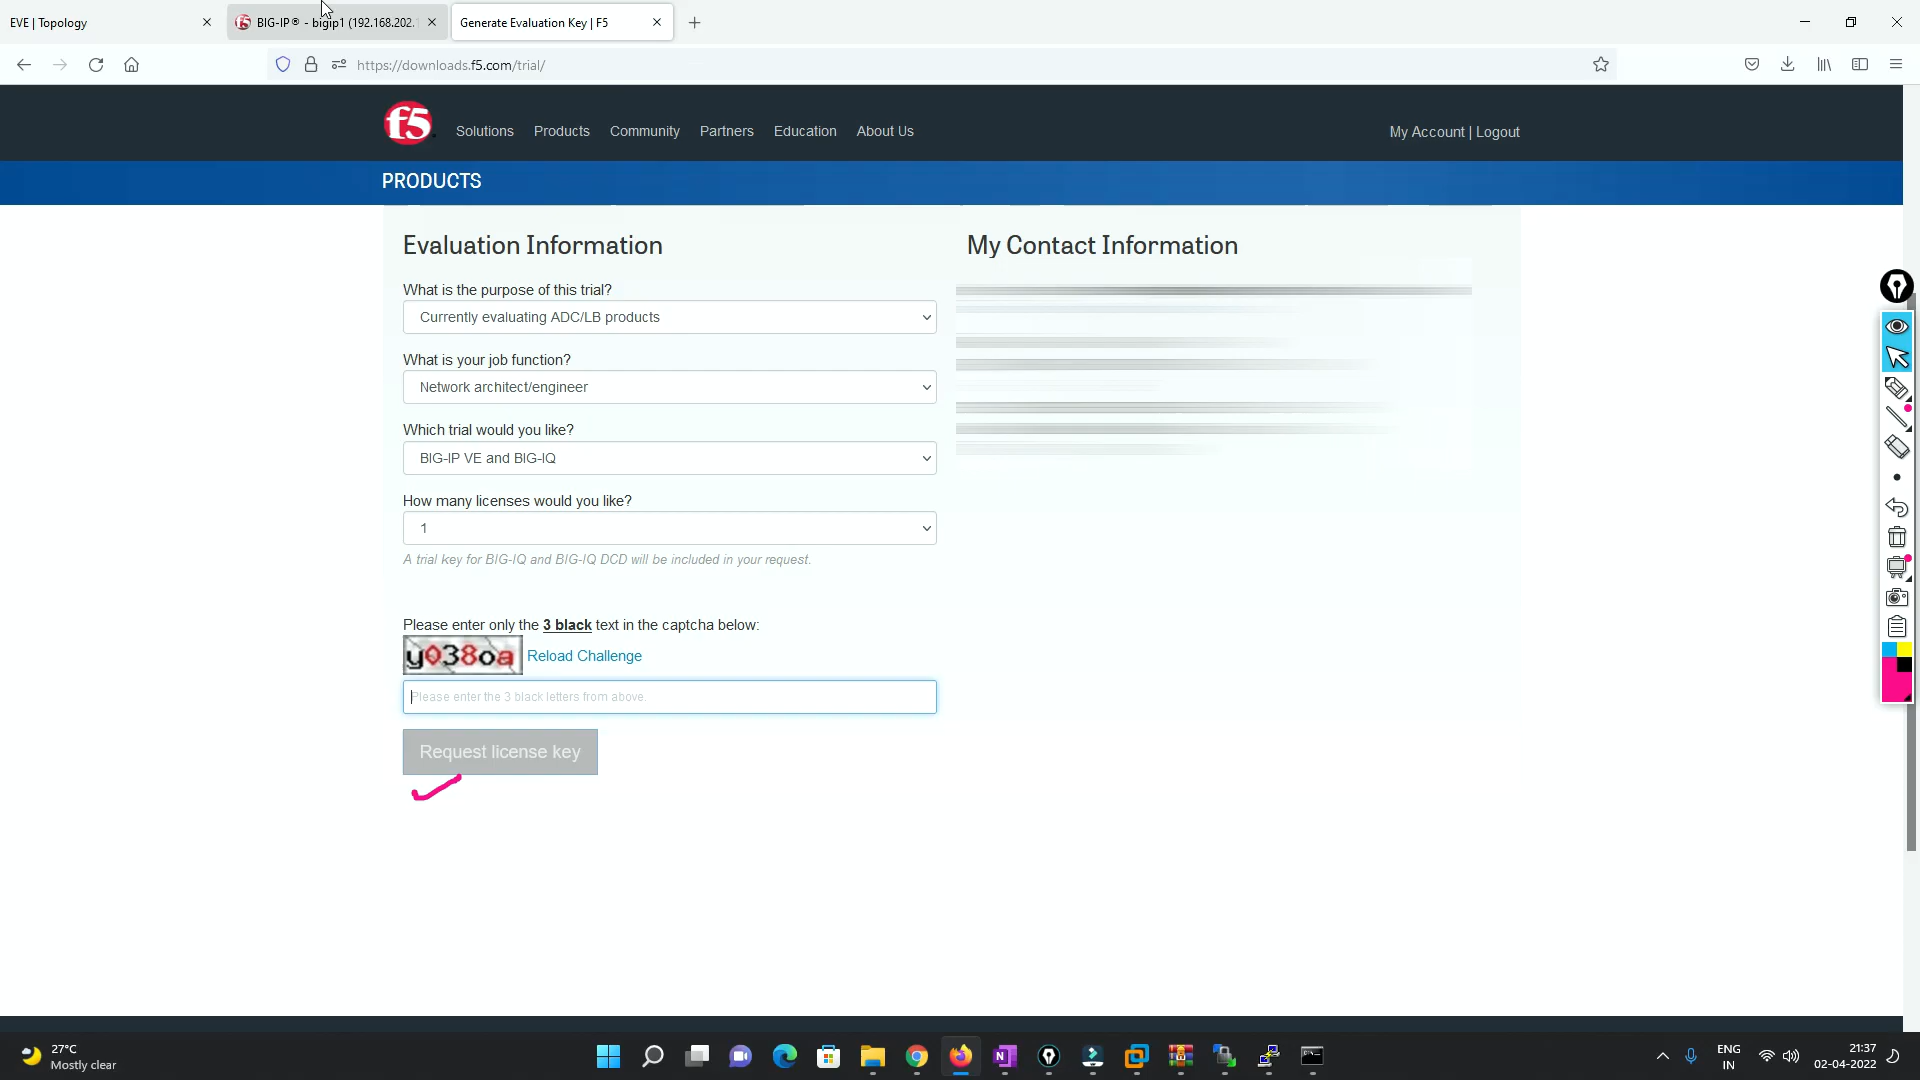 EVE | Topology
BIG-IP® - bigip1 (192.168.202.
Generate Evaluation Key | F5
https://downloads.f5.com/trial/
f5
Solutions
Products
Community
Partners
Education
About Us
My Account | Logout
PRODUCTS
Evaluation Information
What is the purpose of this trial?
Currently evaluating ADC/LB products
What is your job function?
Network architect/engineer
Which trial would you like?
BIG-IP VE and BIG-IQ
How many licenses would you like?
1
A trial key for BIG-IQ and BIG-IQ DCD will be included in your request.
Please enter only the 3 black text in the captcha below:
y038oa
Reload Challenge
Please enter the 3 black letters from above.
Request license key
My Contact Information
27°C
Mostly clear
ENG
IN
21:37
02-04-2022